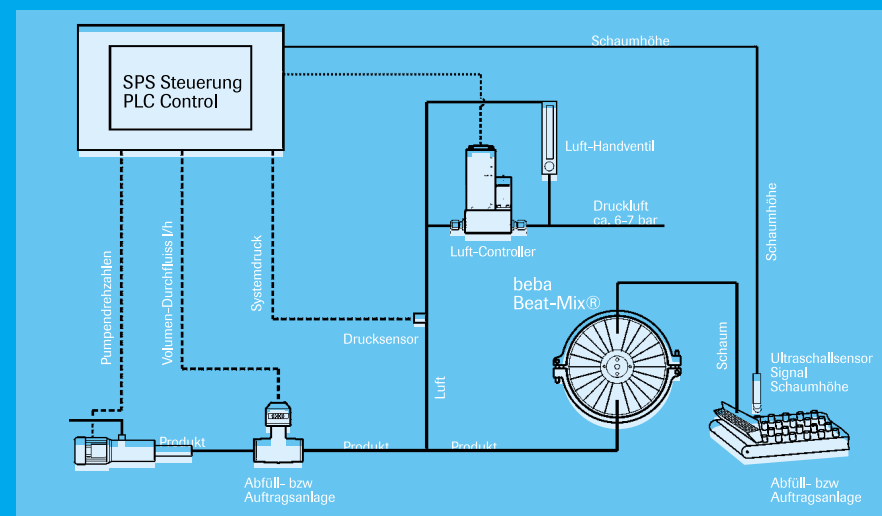 SPS Steuerung
PLC Control
Schaumhöhe
Luft-Handventil
Druckluft
ca. 6-7 bar
Luft-Controller
Schaumhöhe
Pumpendrehzahlen
Volumen-Durchfluiss l/h
Systemdruck
beba
Beat-Mix®
Drucksensor
Luft
Schaum
Ultraschallsensor
Signal
Schaumhöhe
Produkt
Produkt
Produkt
Abfüll- bzw
Auftragsanlage
Abfüll- bzw
Auftragsanlage